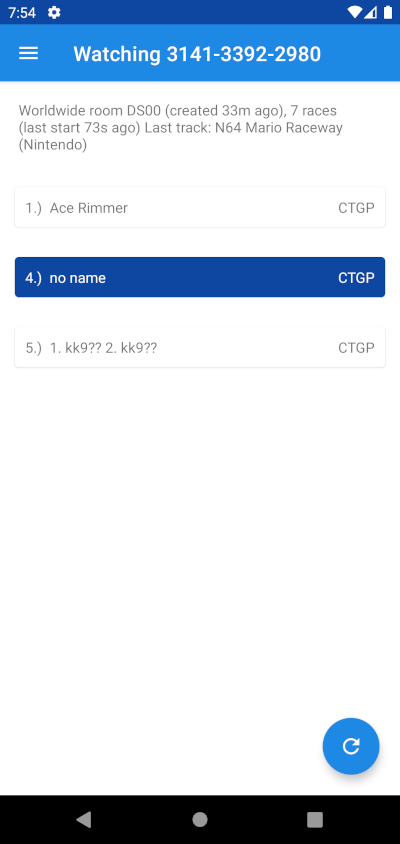 7:54
Watching 3141-3392-2980
Worldwide room DS00 (created 33m ago), 7 races
(last start 73s ago) Last track: N64 Mario Raceway
(Nintendo)
1.) Ace Rimmer CTGP
4.) no name CTGP
5.) 1. kk9?? 2. kk9?? CTGP